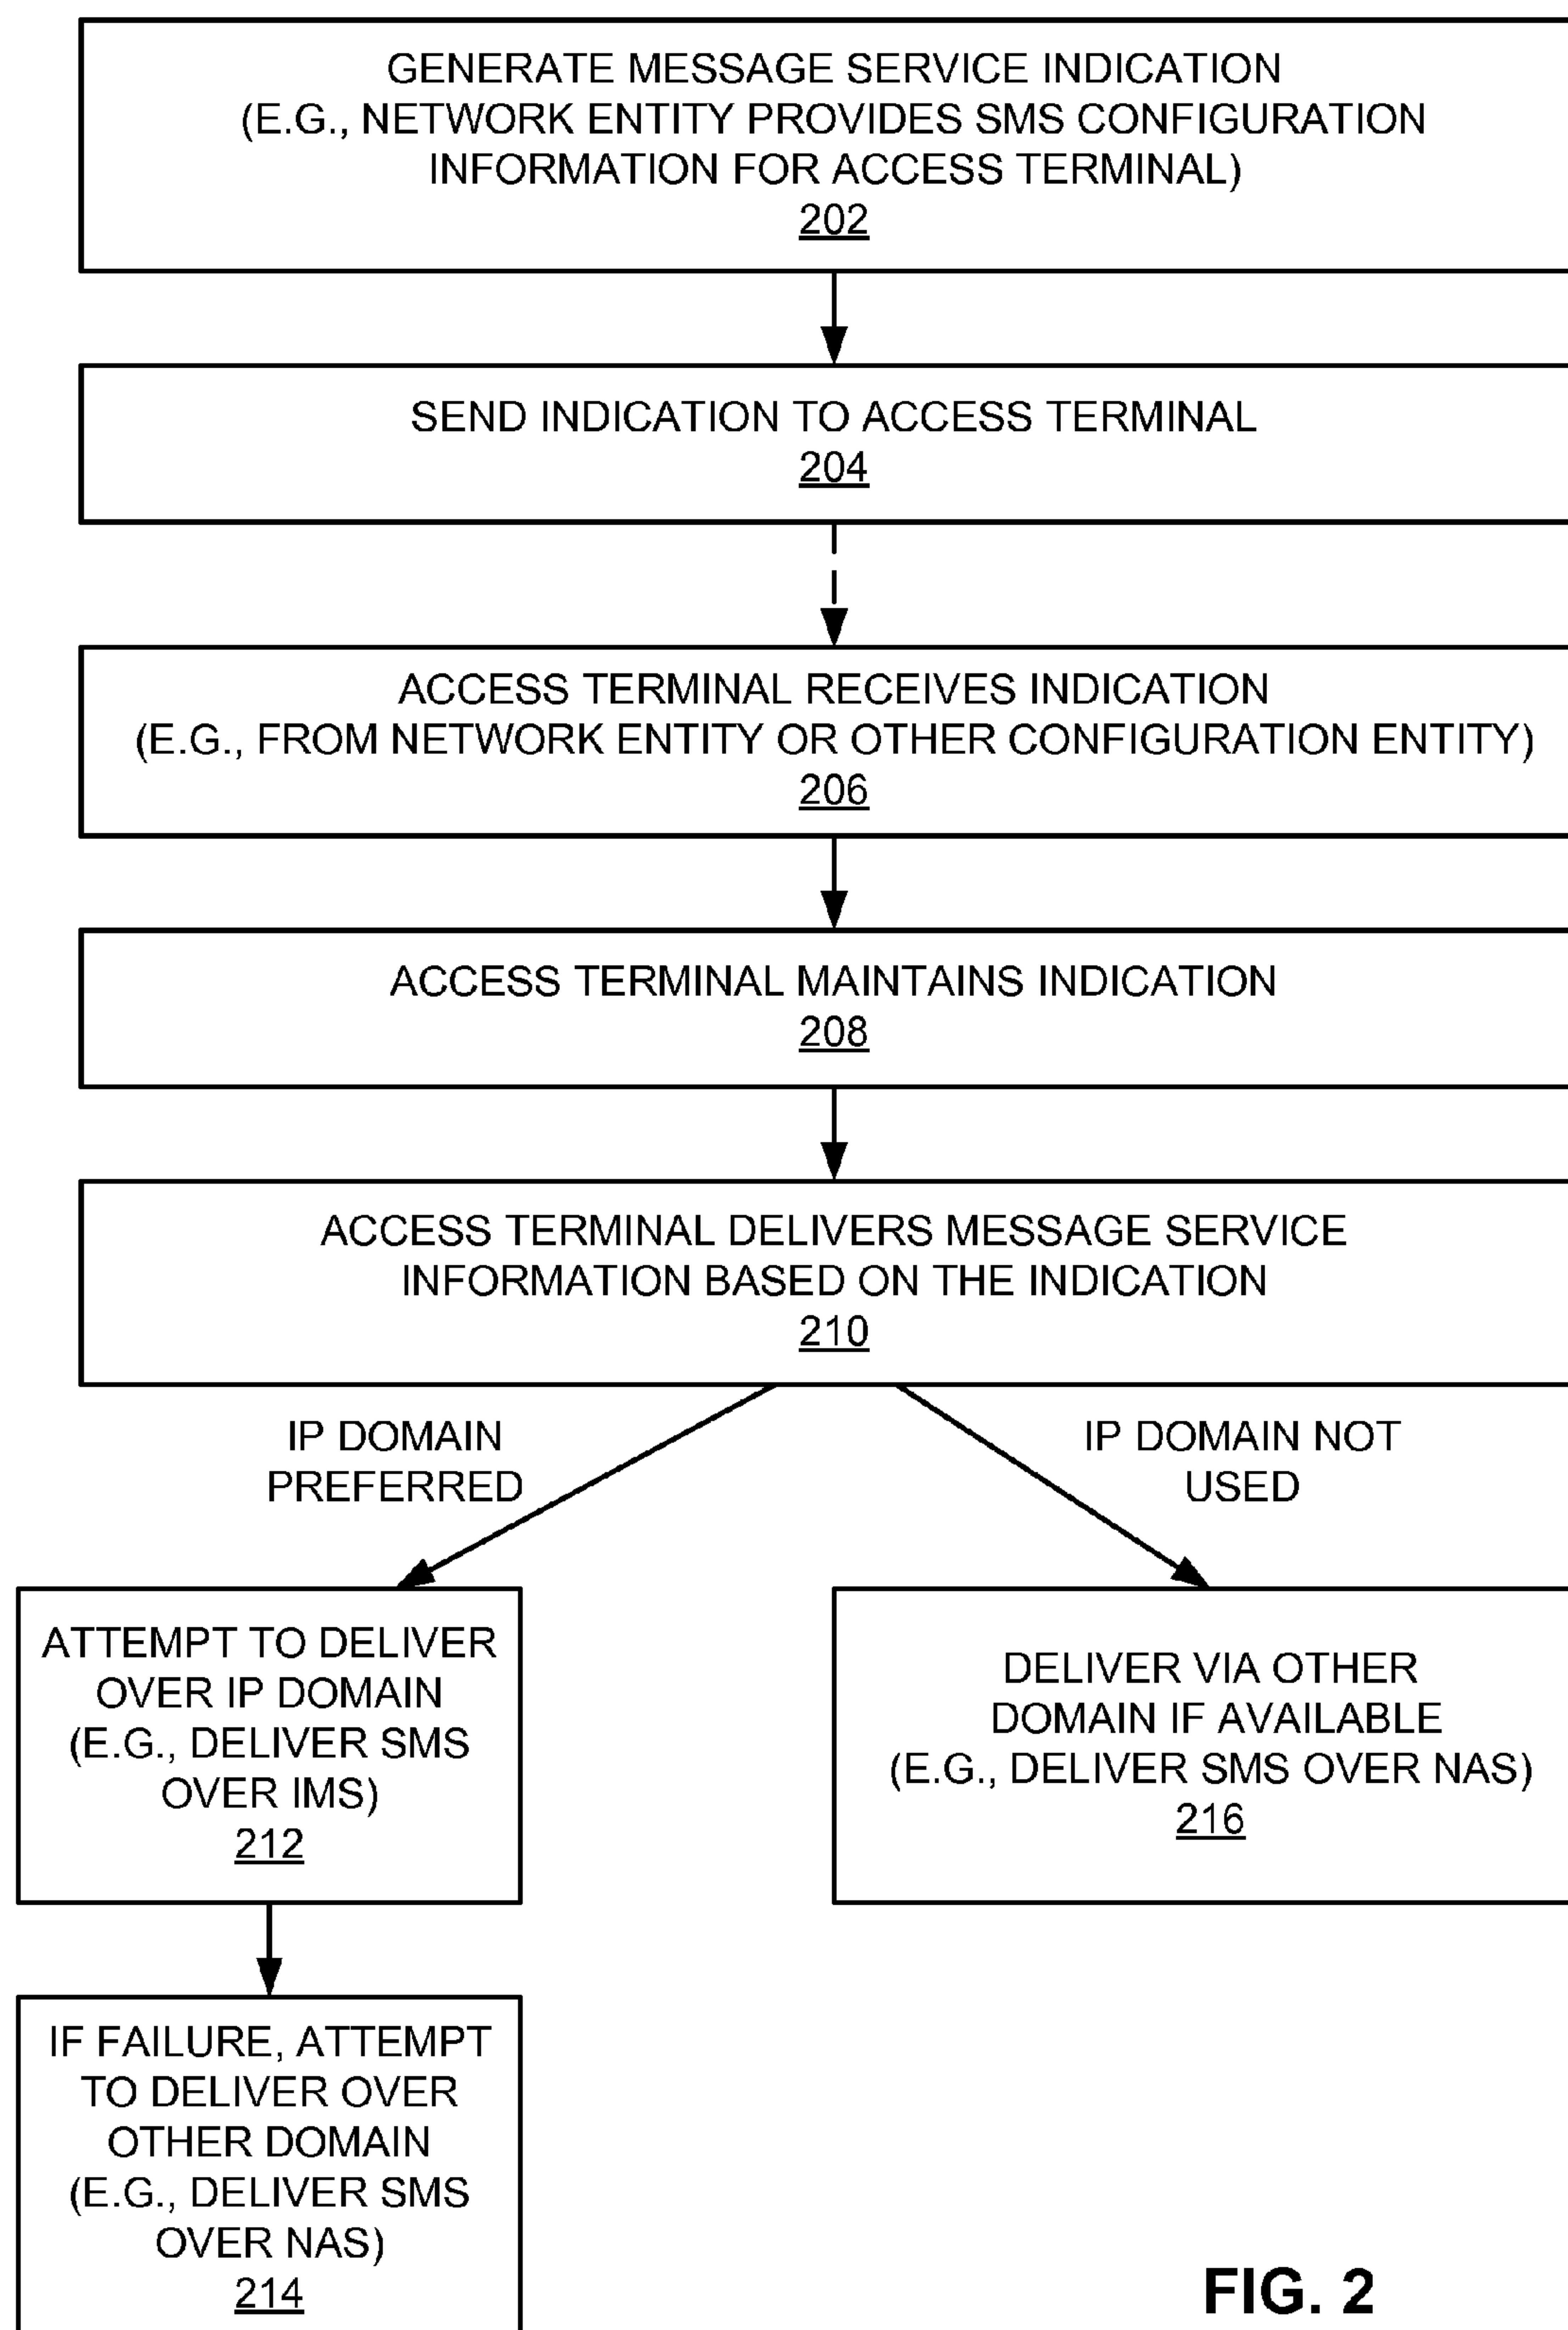 GENERATE MESSAGE SERVICE INDICATION
(E.G., NETWORK ENTITY PROVIDES SMS CONFIGURATION
INFORMATION FOR ACCESS TERMINAL)
202
SEND INDICATION TO ACCESS TERMINAL
204
ACCESS TERMINAL RECEIVES INDICATION
(E.G., FROM NETWORK ENTITY OR OTHER CONFIGURATION ENTITY)
206
ACCESS TERMINAL MAINTAINS INDICATION
208
ACCESS TERMINAL DELIVERS MESSAGE SERVICE
INFORMATION BASED ON THE INDICATION
210
IP DOMAIN
PREFERRED
IP DOMAIN NOT
USED
ATTEMPT TO DELIVER
OVER IP DOMAIN
(E.G., DELIVER SMS
OVER IMS)
212
DELIVER VIA OTHER
DOMAIN IF AVAILABLE
(E.G., DELIVER SMS OVER NAS)
216
IF FAILURE, ATTEMPT
TO DELIVER OVER
OTHER DOMAIN
(E.G., DELIVER SMS
OVER NAS)
214
FIG. 2